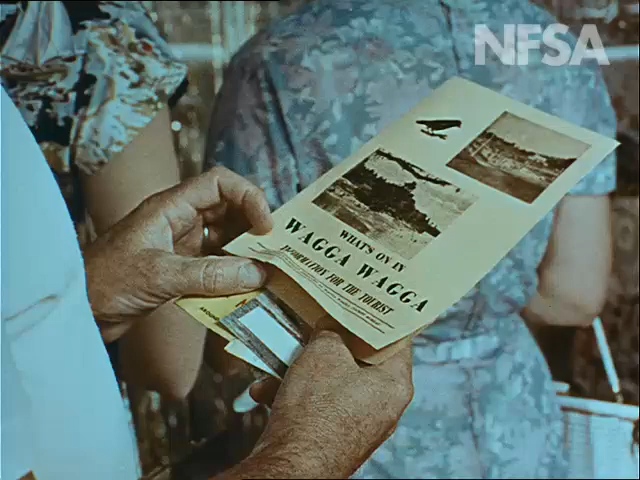 NFSA
WHAT'S ON IN
WAGGA WAGGA
INFORMATION FOR THE TOURIST